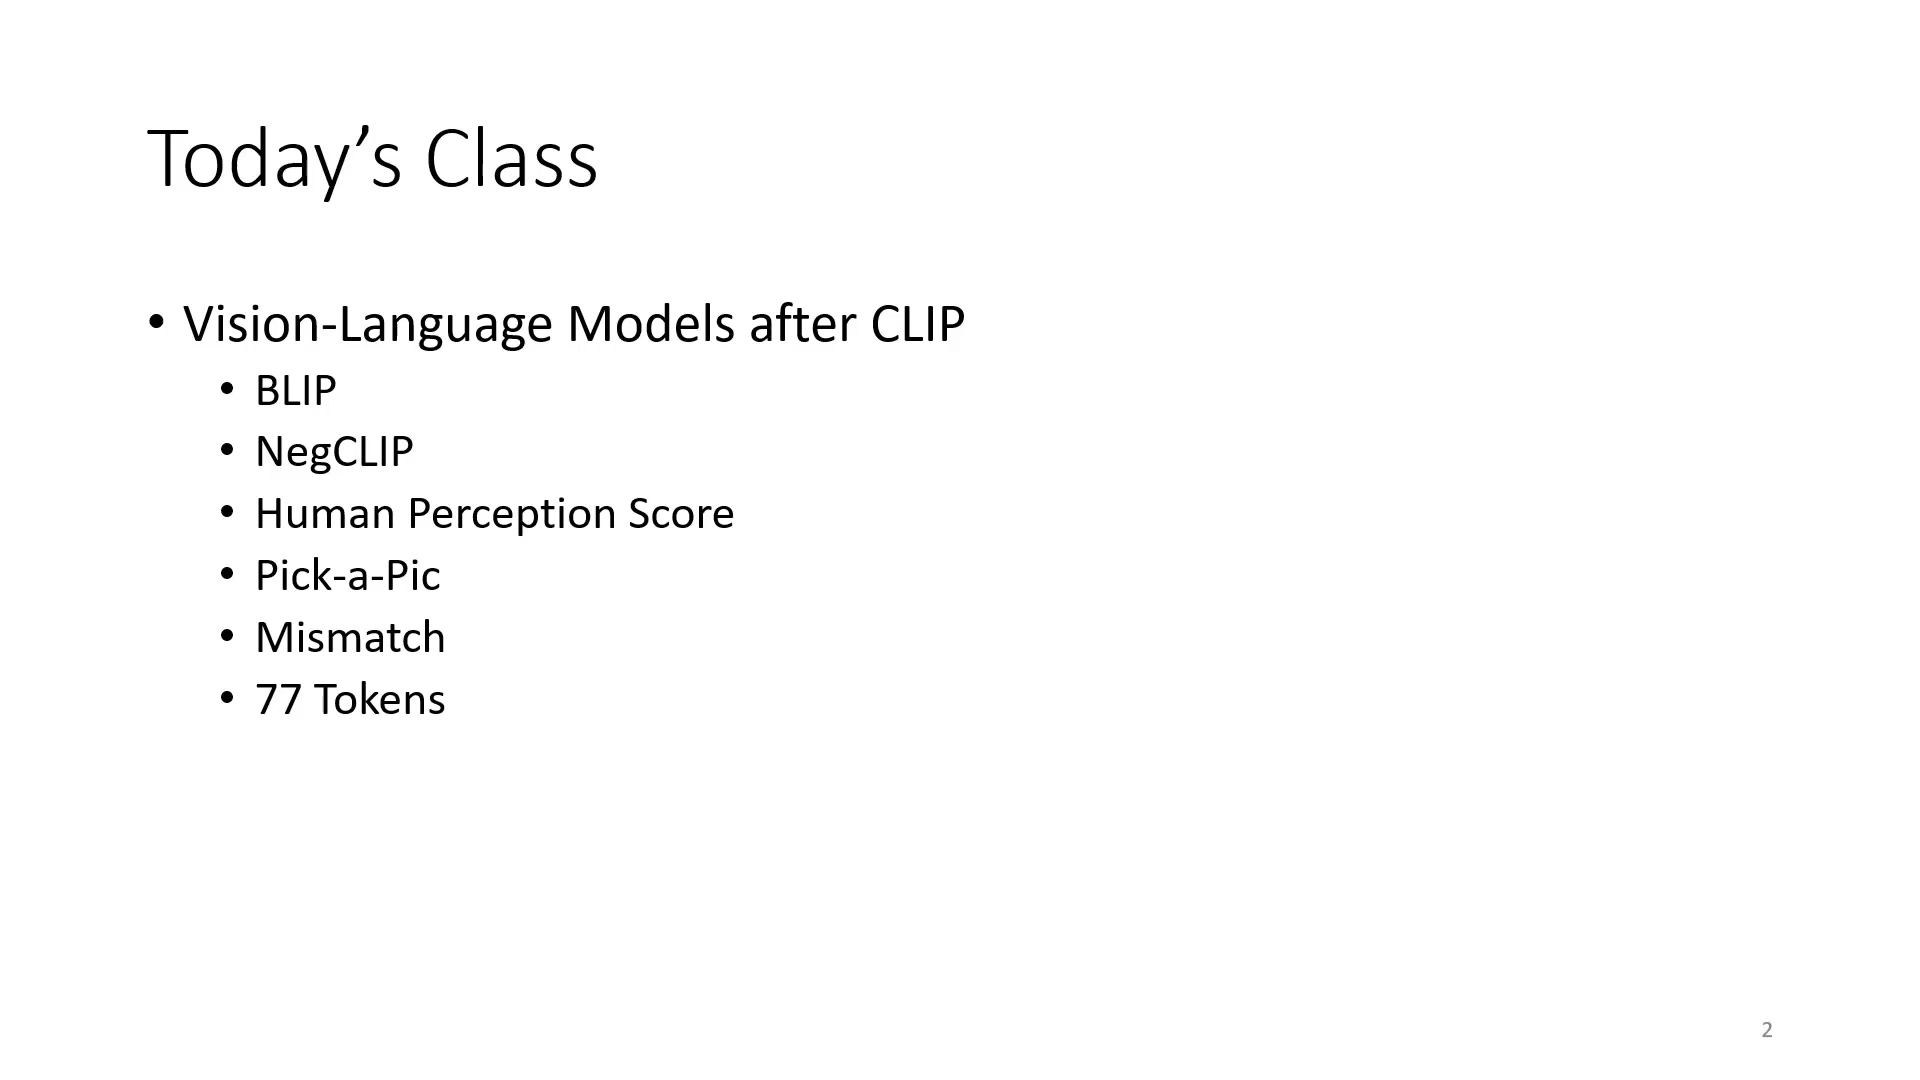 Today’s Class
• Vision-Language Models after CLIP
• BLIP
• NegCLIP
• Human Perception Score
• Pick-a-Pic
• Mismatch
• 77 Tokens
2